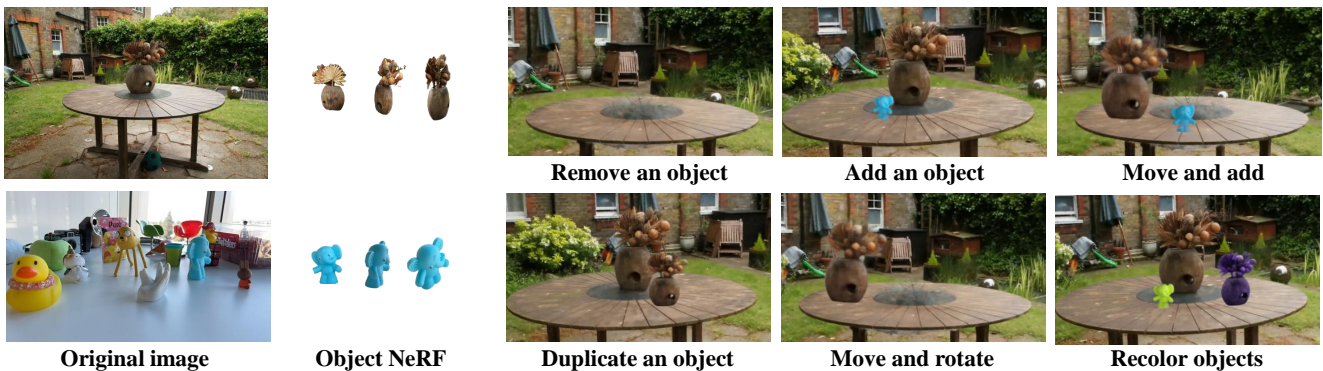 Remove an object
Add an object
Move and add
Original image
Object NeRF
Duplicate an object
Move and rotate
Recolor objects